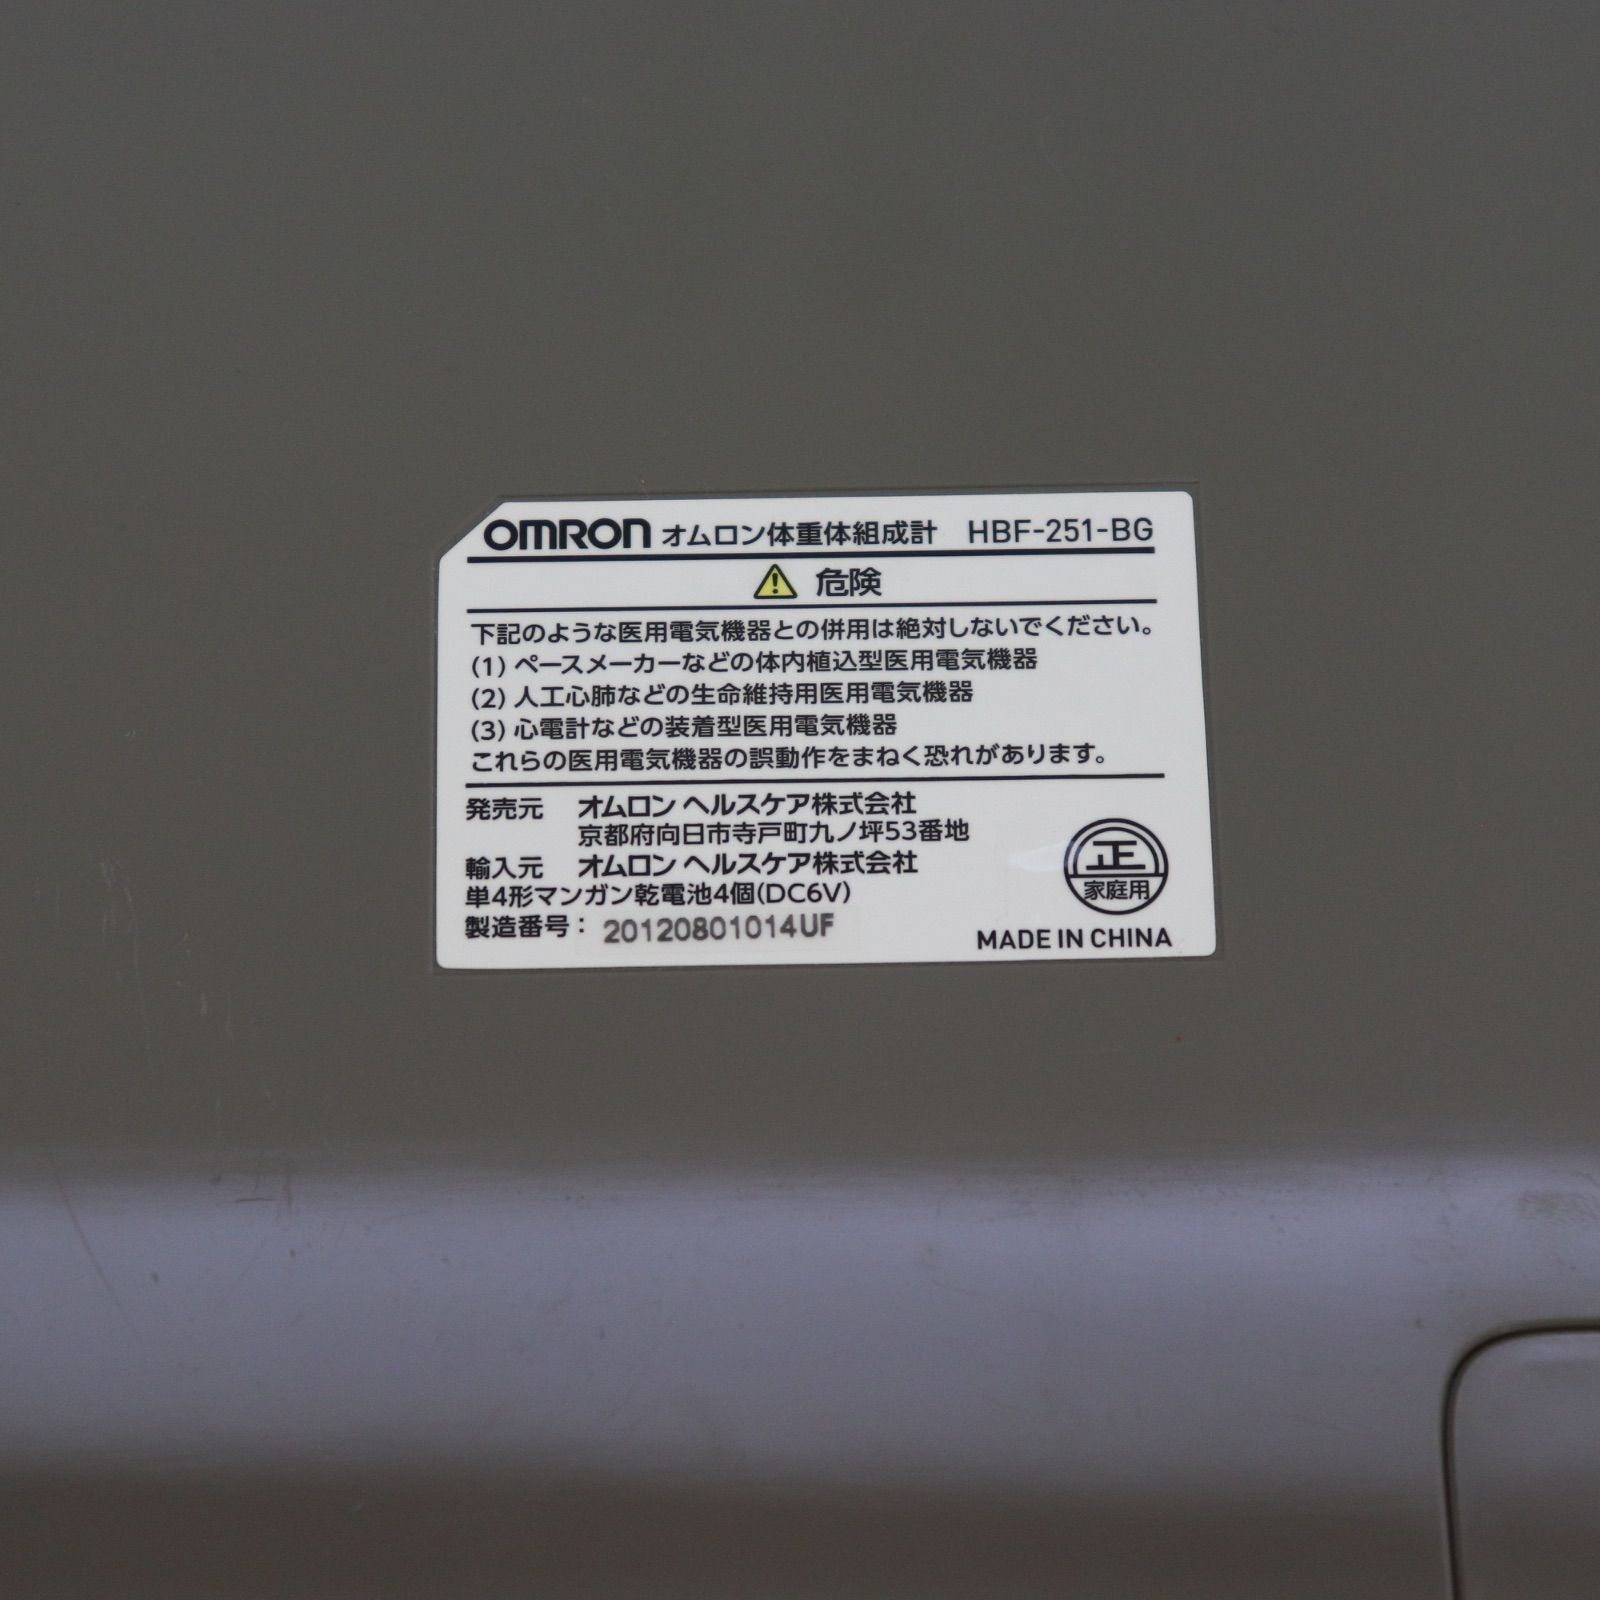 OMRON オムロン体重体組成計 HBF-251-BG
危険
下記のような医用電気機器との併用は絶対しないでください。
(1) ペースメーカーなどの体内植込型医用電気機器
(2) 人工心肺などの生命維持用医用電気機器
(3) 心電計などの装着型医用電気機器
これらの医用電気機器の誤動作をまねく恐れがあります。
発売元 オムロン ヘルスケア株式会社
京都府向日市寺戸町九ノ坪53番地
輸入元 オムロン ヘルスケア株式会社
単4形マンガン乾電池4個(DC6V)
製造番号: 20120801014UF
正
家庭用
MADE IN CHINA